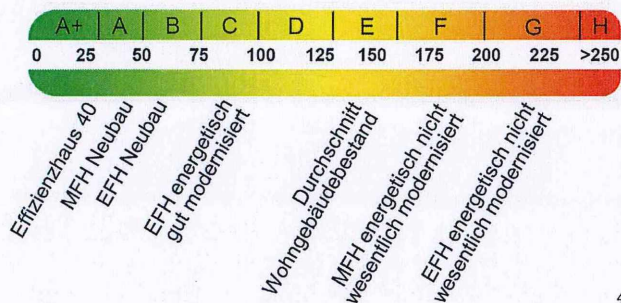 A+ A B C D E F G H
0 25 50 75 100 125 150 175 200 225 >250
Effizienzhaus 40
MFH Neubau
EFH Neubau
EFH energetisch
gut modernisiert
Durchschnitt
Wohngebäudebestand
MFH energetisch nicht
wesentlich modernisiert
EFH energetisch nicht
wesentlich modernisiert